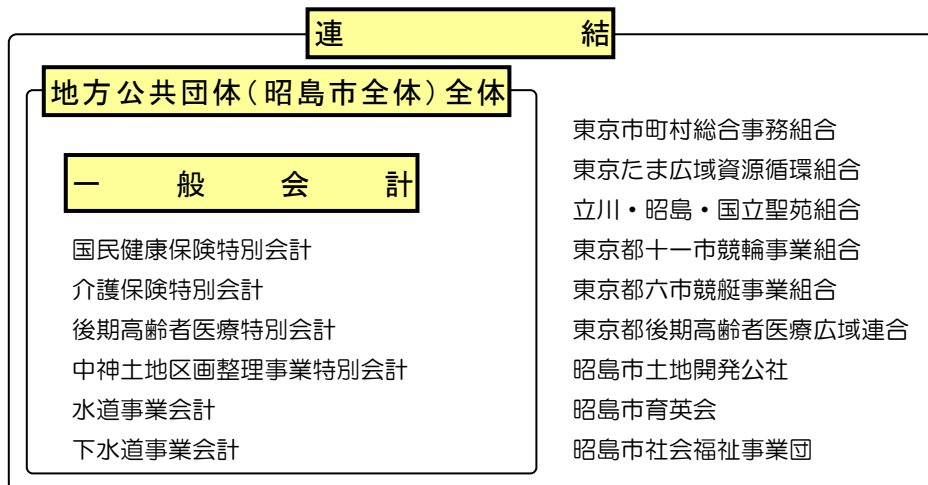 連結
地方公共団体(昭島市全体)全体
一般会計
国民健康保険特別会計
介護保険特別会計
後期高齢者医療特別会計
中神土地区画整理事業特別会計
水道事業会計
下水道事業会計
東京市町村総合事務組合
東京たま広域資源循環組合
立川・昭島・国立聖苑組合
東京都十一市競輪事業組合
東京都六市競艇事業組合
東京都後期高齢者医療広域連合
昭島市土地開発公社
昭島市育英会
昭島市社会福祉事業団